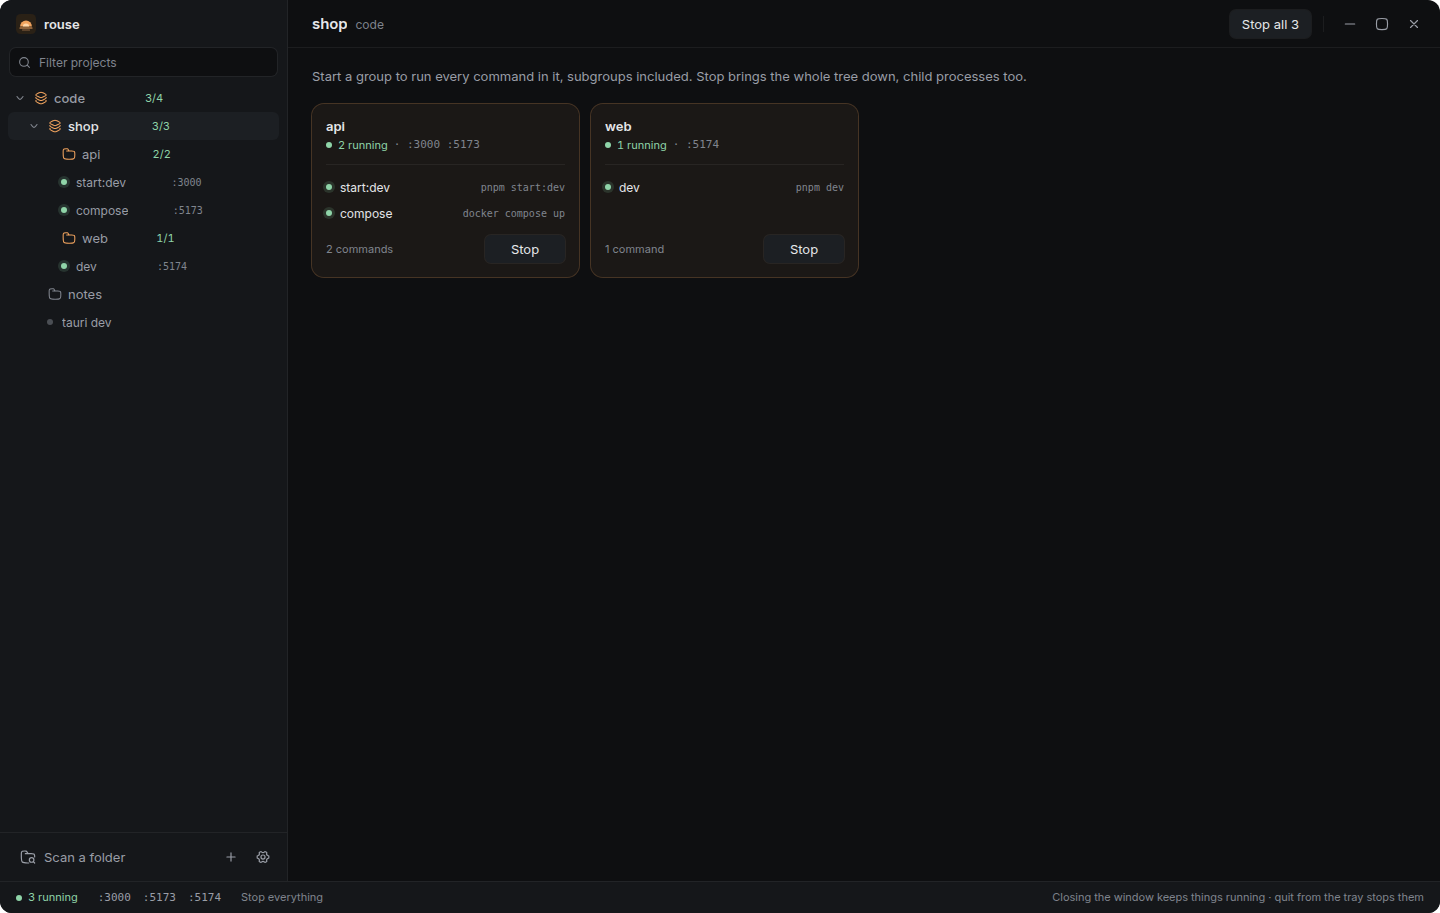 rouse
Filter projects
code 3/4
shop 3/3
api 2/2
start:dev :3000
compose :5173
web 1/1
dev :5174
notes
tauri dev
Scan a folder
shop code
Stop all 3
Start a group to run every command in it, subgroups included. Stop brings the whole tree down, child processes too.
api
2 running · :3000 :5173
start:dev pnpm start:dev
compose docker compose up
2 commands Stop
web
1 running · :5174
dev pnpm dev
1 command Stop
3 running :3000 :5173 :5174 Stop everything
Closing the window keeps things running · quit from the tray stops them